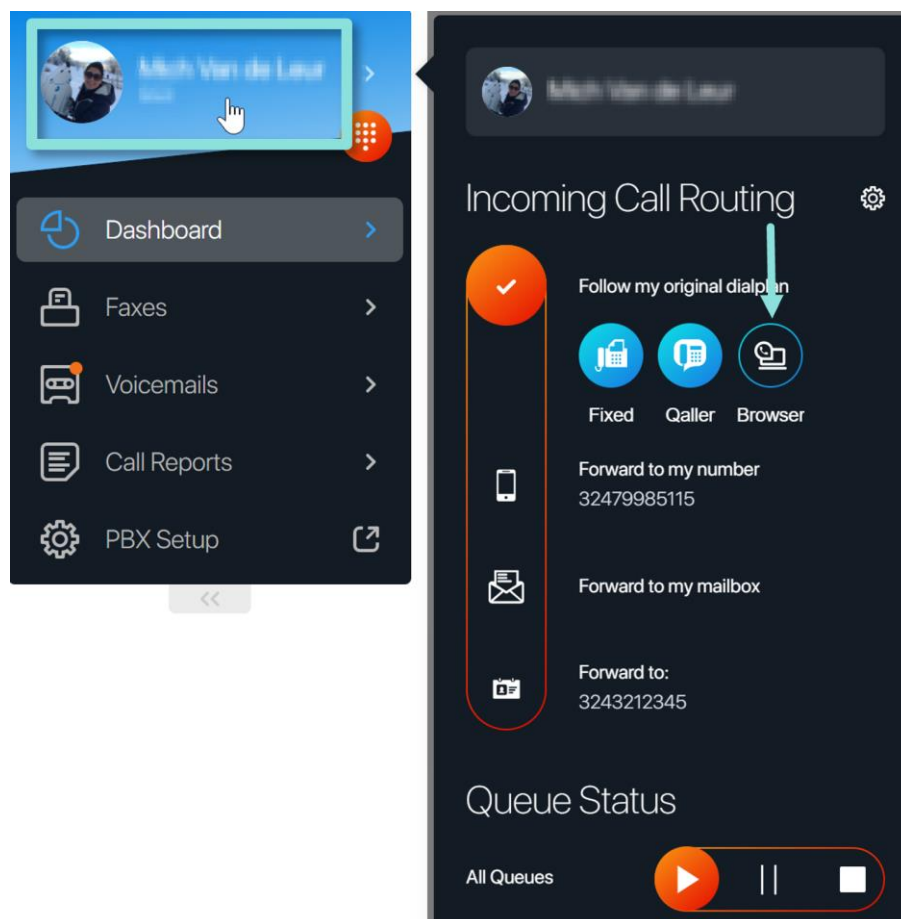 Dashboard
Faxes
Voicemails
Call Reports
PBX Setup
Incoming Call Routing
Follow my original dialplan
Fixed Qaller Browser
Forward to my number
32479985115
Forward to my mailbox
Forward to:
3243212345
Queue Status
All Queues